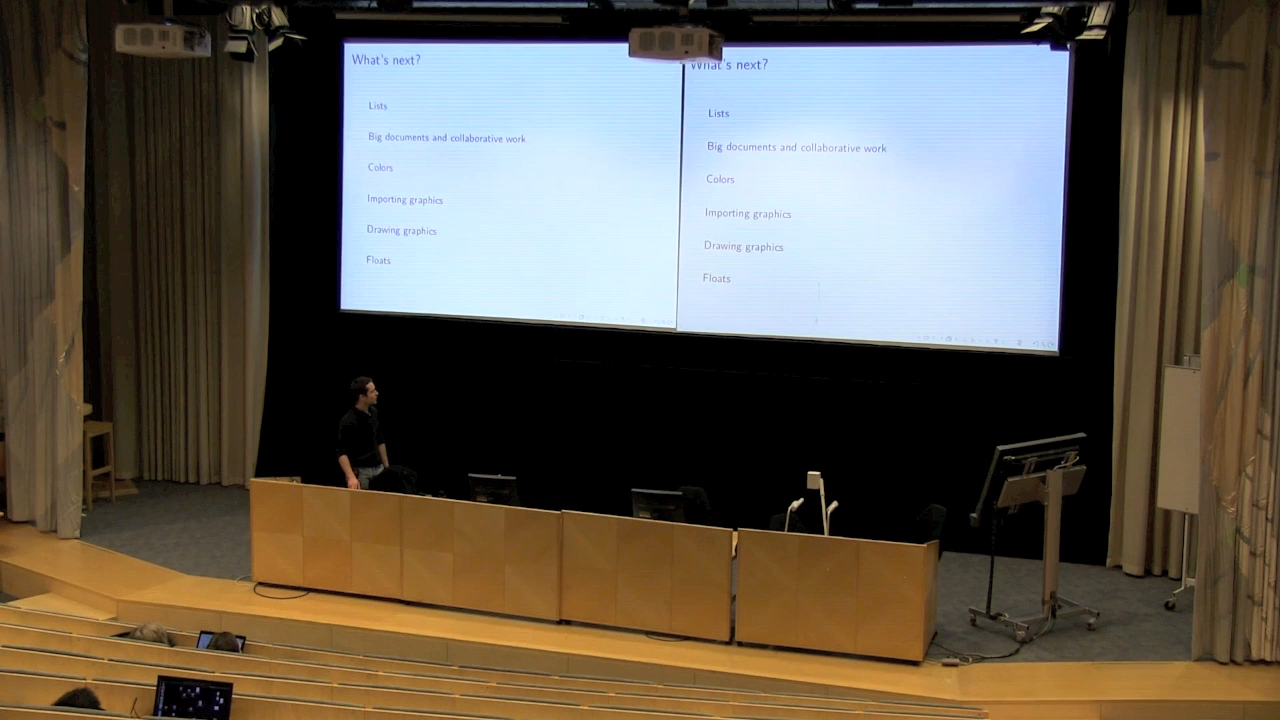 What's next?
Lists
Big documents and collaborative work
Colors
Importing graphics
Drawing graphics
Floats
What's next?
Lists
Big documents and collaborative work
Colors
Importing graphics
Drawing graphics
Floats